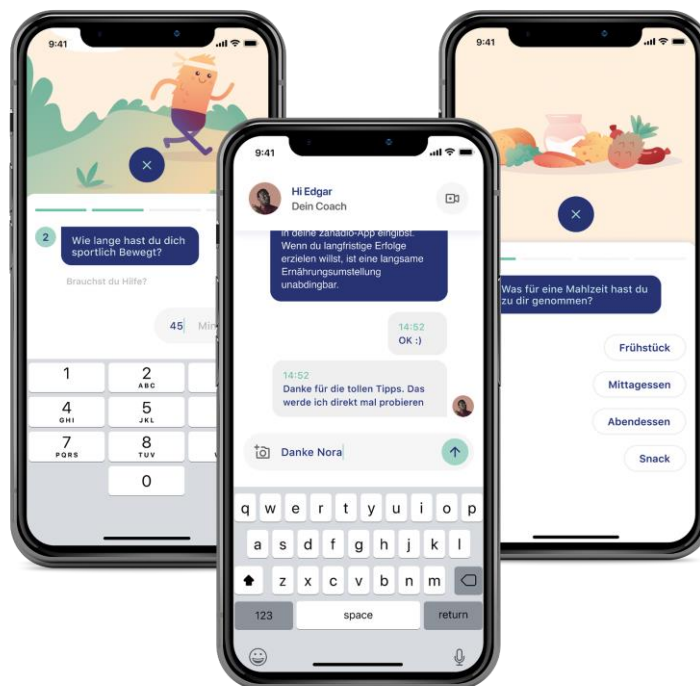 9:41
2
Wie lange hast du dich
sportlich Bewegt?
Brauchst du Hilfe?
45
1
2
ABC
4
GHI
5
JKL
7
PQRS
8
TUV
0
9:41
Hi Edgar
Dein Coach
in deine zanadio-App eingibst.
Wenn du langfristige Erfolge
erzielen willst, ist eine langsame
Ernährungsumstellung
unabdingbar.
14:52
OK :)
14:52
Danke für die tollen Tipps. Das
werde ich direkt mal probieren
Danke Nora
q w e r t y u i o p
a s d f g h j k l
z x c v b n m
123 space return
9:41
Was für eine Mahlzeit hast du
zu dir genommen?
Frühstück
Mittagessen
Abendessen
Snack